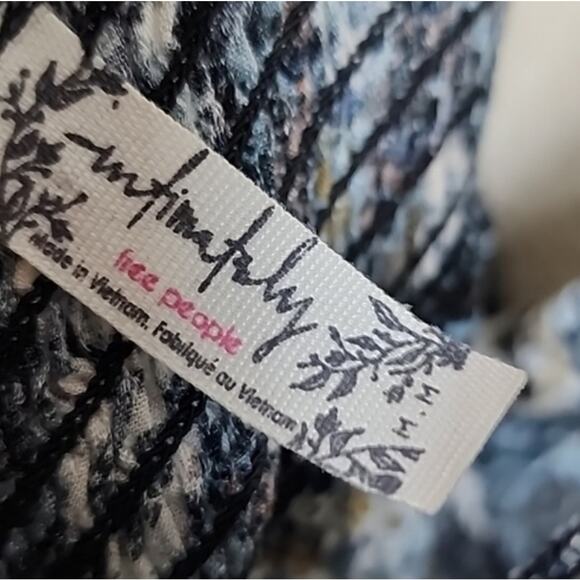 intimately
free people
Made in Vietnam. Fabriqué au Vietnam
M.M